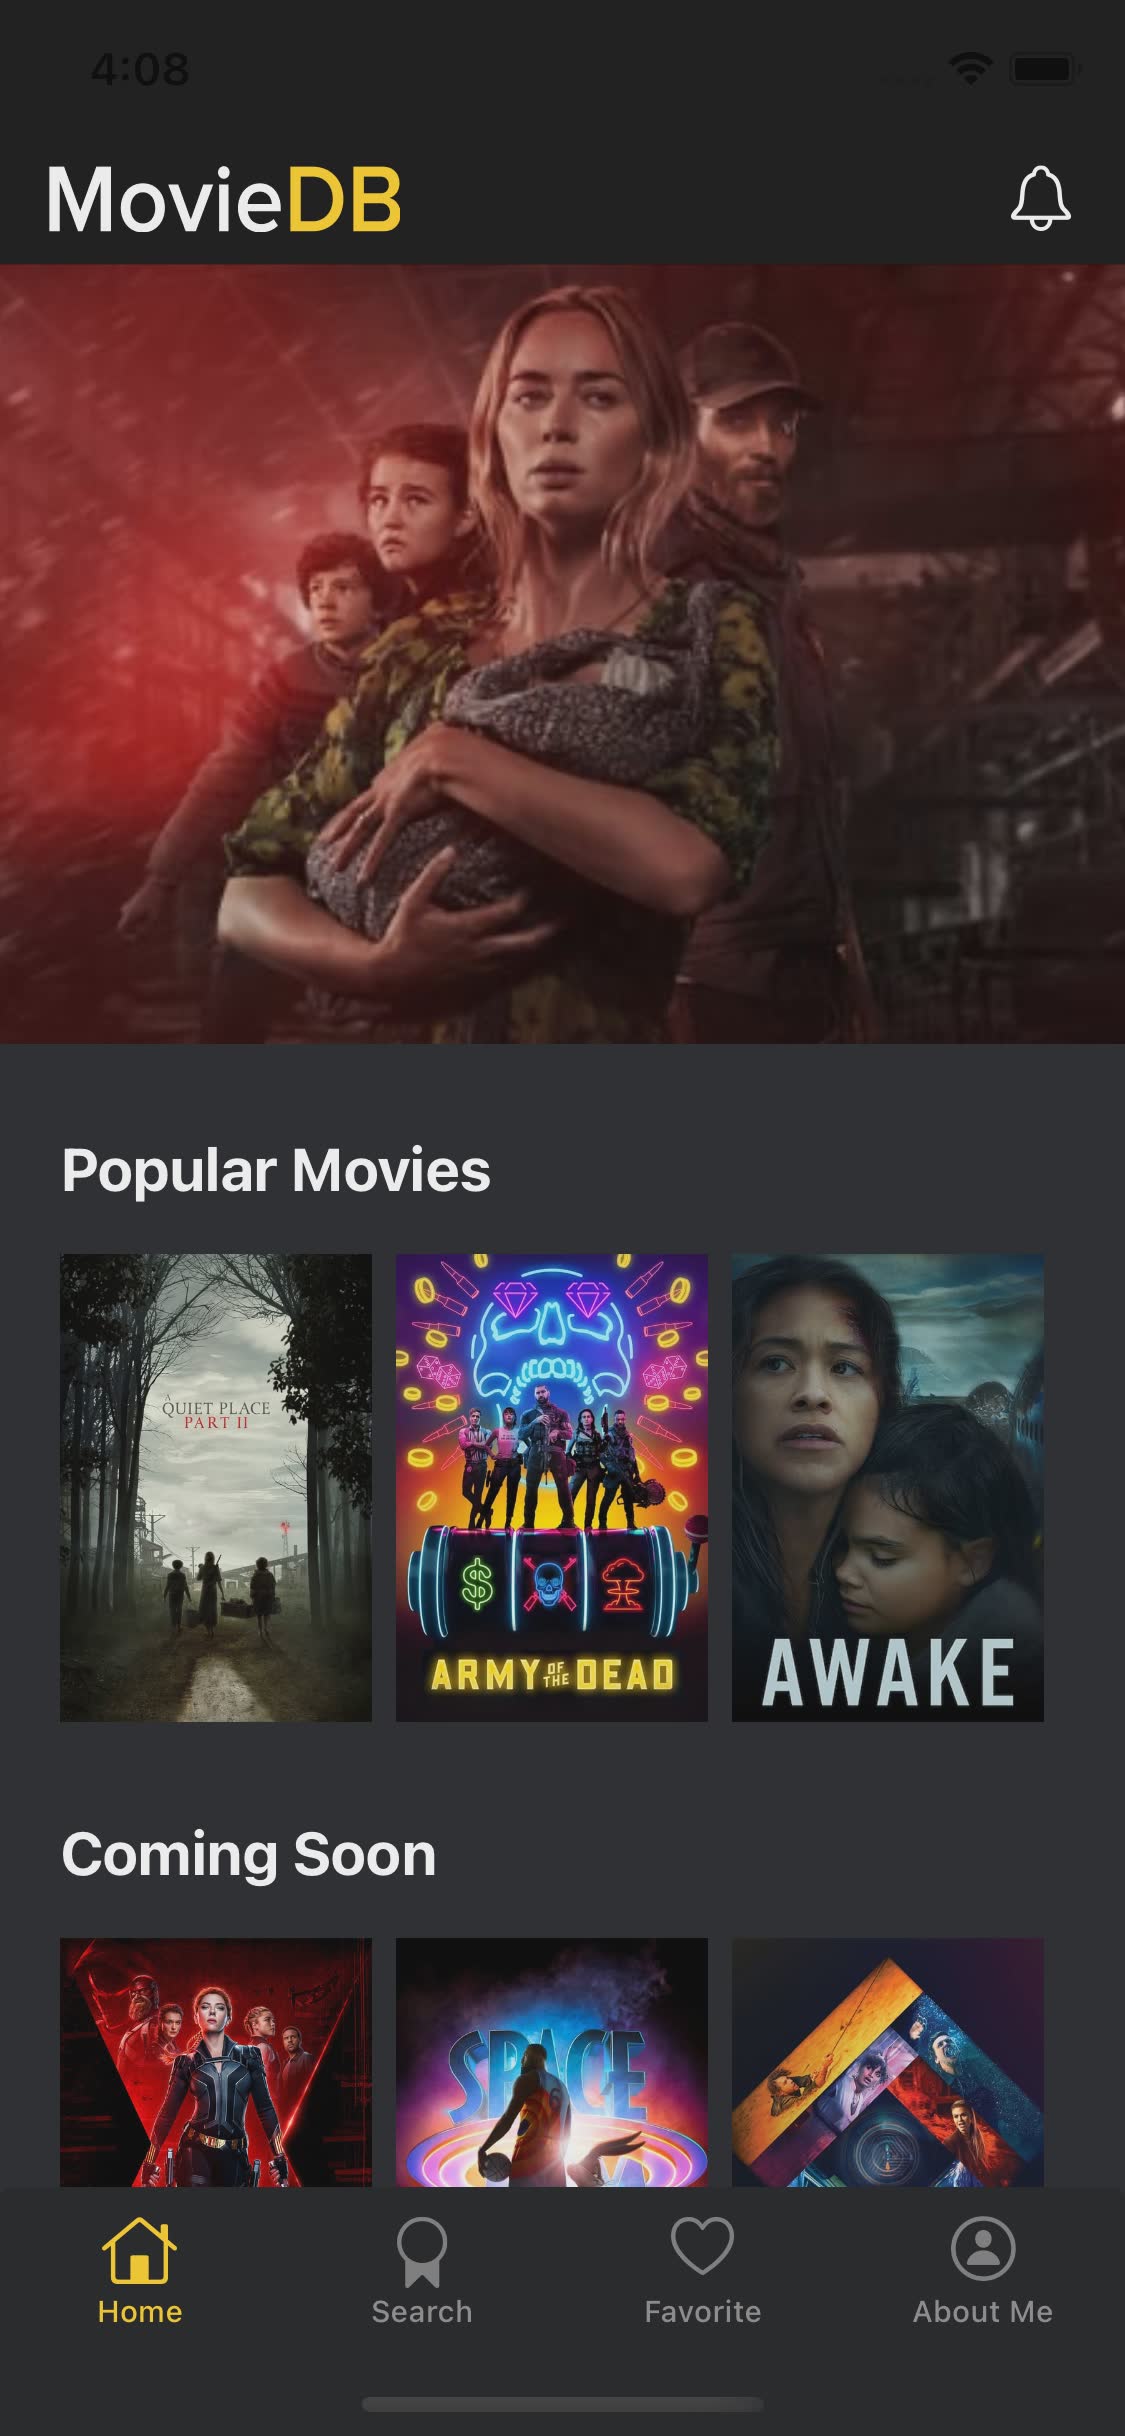 4:08
MovieDB
Popular Movies
A
QUIET PLACE
PART II
ARMY OF THE DEAD
AWAKE
Coming Soon
SPACE
Home
Search
Favorite
About Me